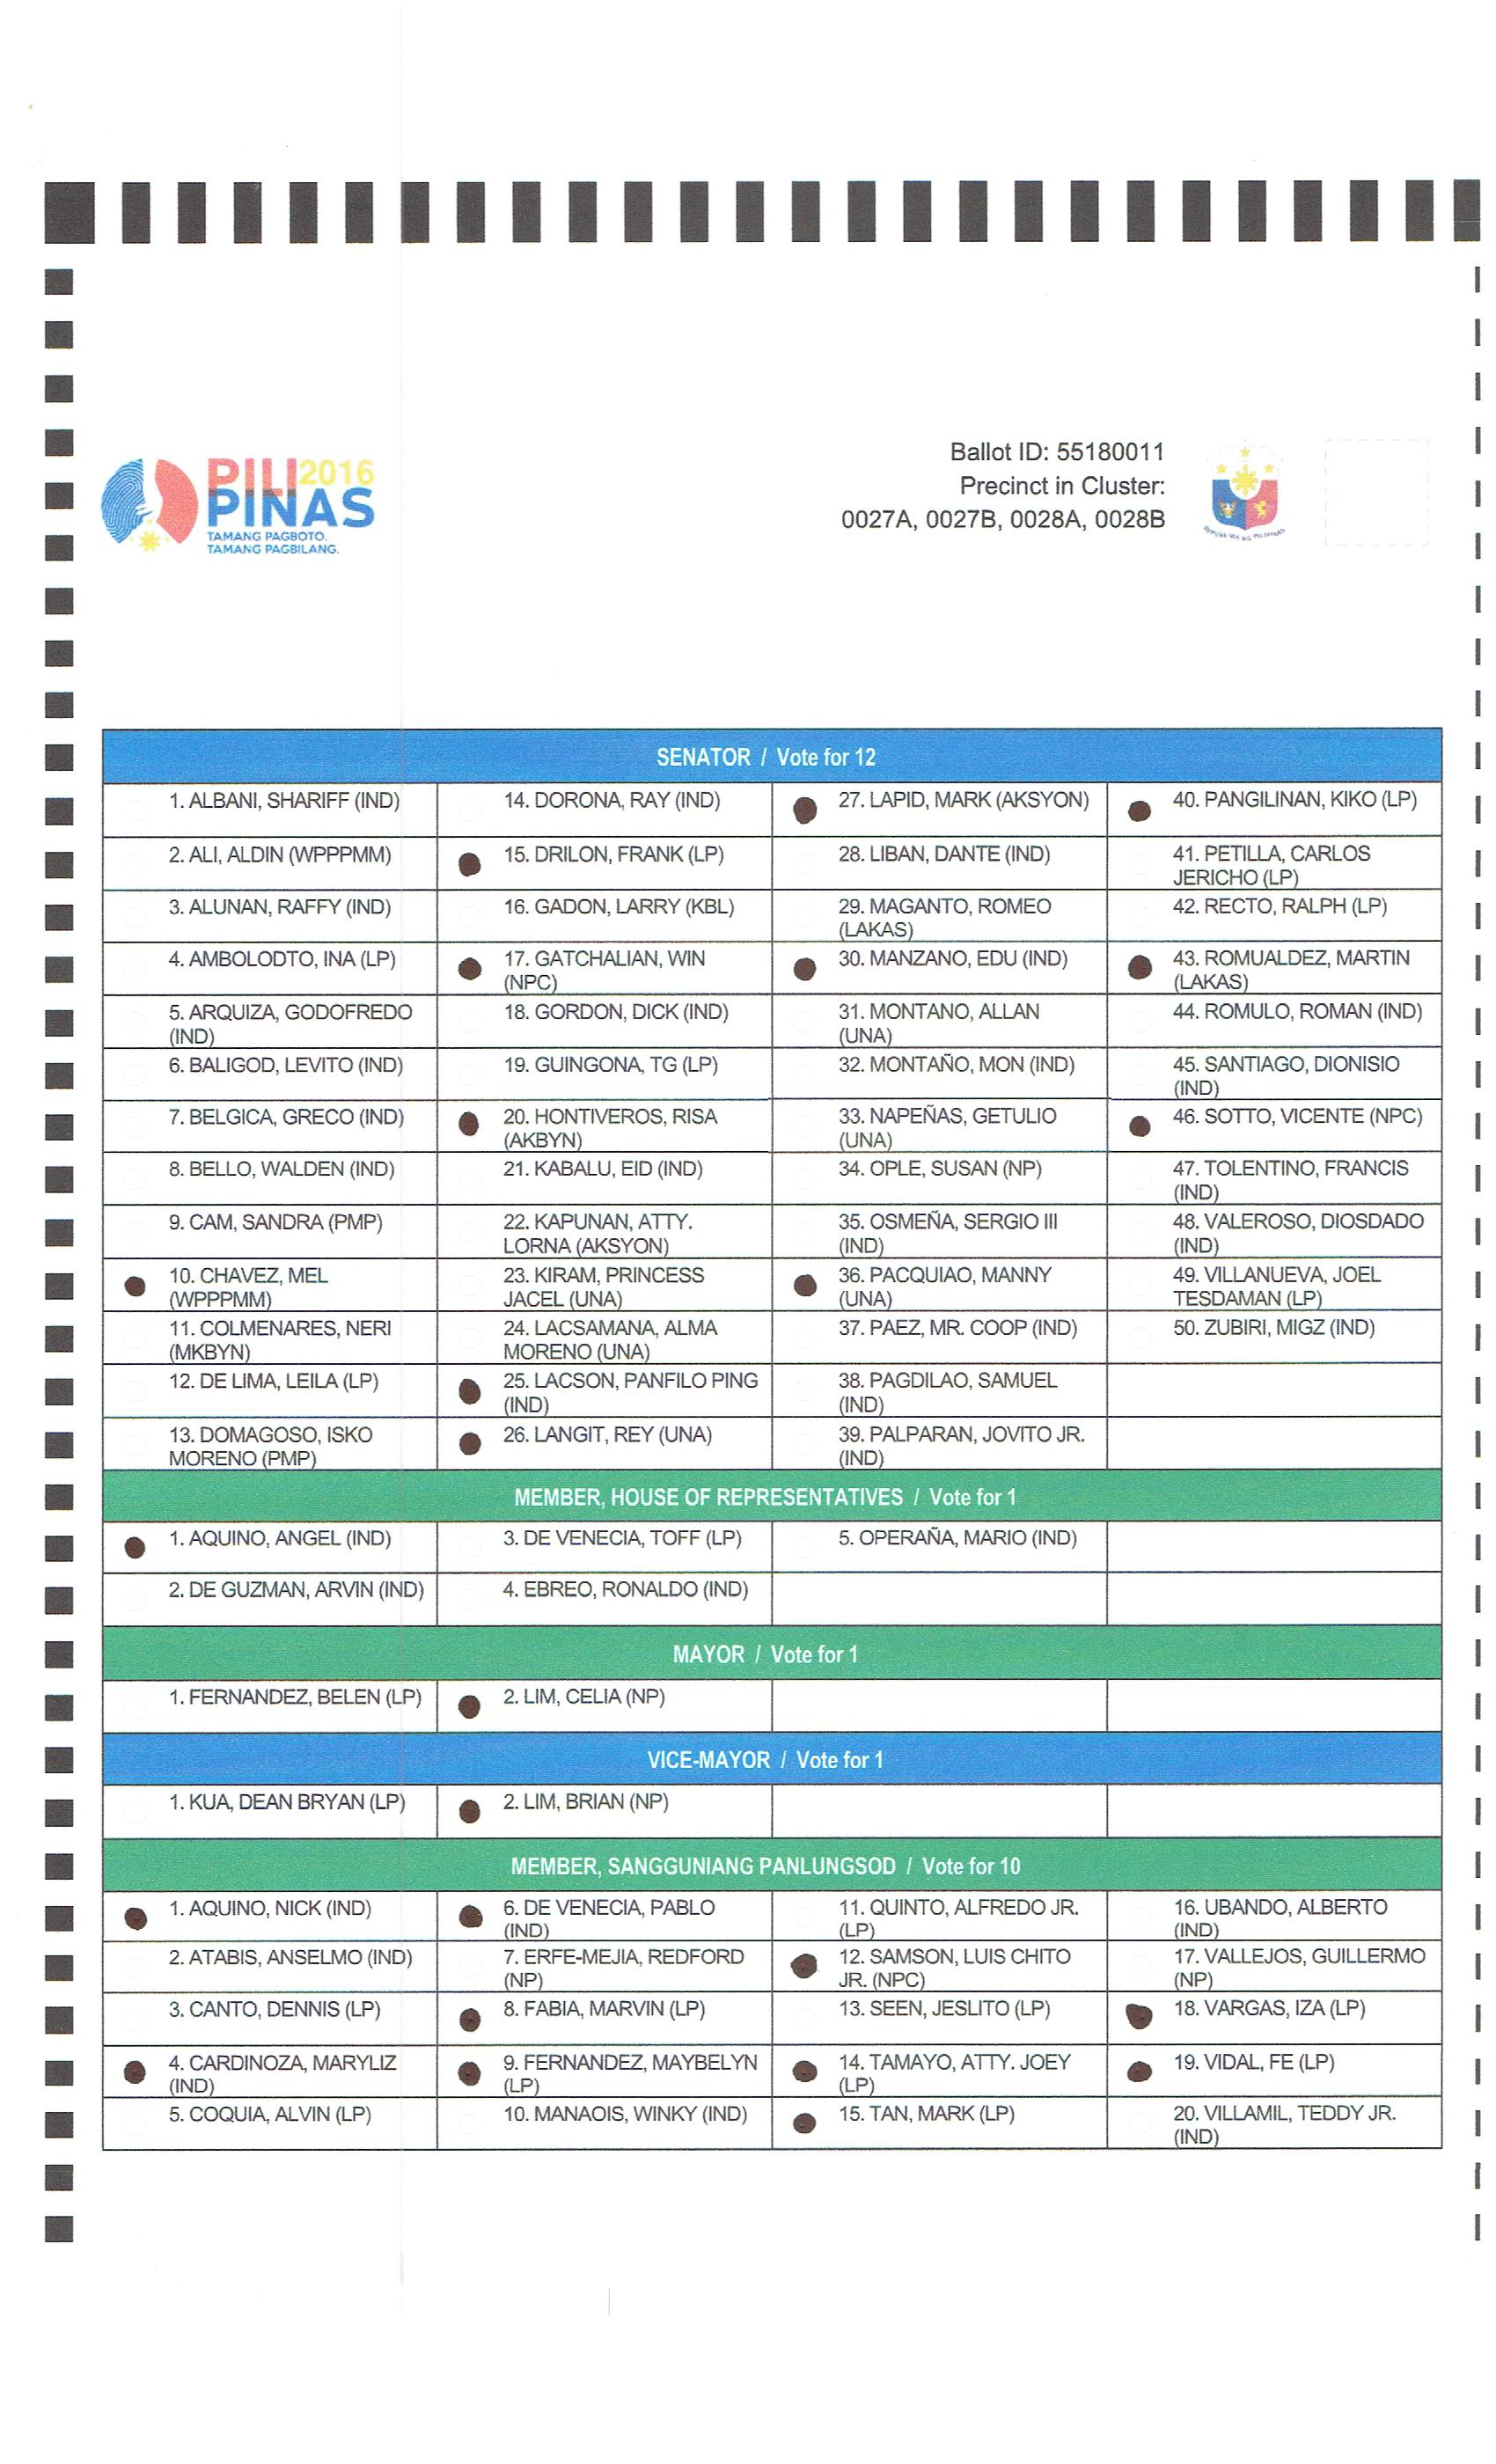 PILI 2016
PINAS
TAMANG PAGBOTO.
TAMANG PAGBILANG.
Ballot ID: 55180011
Precinct in Cluster:
0027A, 0027B, 0028A, 0028B
REPUBLIKA NG PILIPINAS
SENATOR / Vote for 12
1. ALBANI, SHARIFF (IND)
14. DORONA, RAY (IND)
27. LAPID, MARK (AKSYON)
40. PANGILINAN, KIKO (LP)
2. ALI, ALDIN (WPPPMM)
15. DRILON, FRANK (LP)
28. LIBAN, DANTE (IND)
41. PETILLA, CARLOS
JERICHO (LP)
3. ALUNAN, RAFFY (IND)
16. GADON, LARRY (KBL)
29. MAGANTO, ROMEO
(LAKAS)
42. RECTO, RALPH (LP)
4. AMBOLODTO, INA (LP)
17. GATCHALIAN, WIN
(NPC)
30. MANZANO, EDU (IND)
43. ROMUALDEZ, MARTIN
(LAKAS)
5. ARQUIZA, GODOFREDO
(IND)
18. GORDON, DICK (IND)
31. MONTANO, ALLAN
(UNA)
44. ROMULO, ROMAN (IND)
6. BALIGOD, LEVITO (IND)
19. GUINGONA, TG (LP)
32. MONTAÑO, MON (IND)
45. SANTIAGO, DIONISIO
(IND)
7. BELGICA, GRECO (IND)
20. HONTIVEROS, RISA
(AKBYN)
33. NAPEÑAS, GETULIO
(UNA)
46. SOTTO, VICENTE (NPC)
8. BELLO, WALDEN (IND)
21. KABALU, EID (IND)
34. OPLE, SUSAN (NP)
47. TOLENTINO, FRANCIS
(IND)
9. CAM, SANDRA (PMP)
22. KAPUNAN, ATTY.
LORNA (AKSYON)
35. OSMEÑA, SERGIO III
(IND)
48. VALEROSO, DIOSDADO
(IND)
10. CHAVEZ, MEL
(WPPPMM)
23. KIRAM, PRINCESS
JACEL (UNA)
36. PACQUIAO, MANNY
(UNA)
49. VILLANUEVA, JOEL
TESDAMAN (LP)
11. COLMENARES, NERI
(MKBYN)
24. LACSAMANA, ALMA
MORENO (UNA)
37. PAEZ, MR. COOP (IND)
50. ZUBIRI, MIGZ (IND)
12. DE LIMA, LEILA (LP)
25. LACSON, PANFILO PING
(IND)
38. PAGDILAO, SAMUEL
(IND)
13. DOMAGOSO, ISKO
MORENO (PMP)
26. LANGIT, REY (UNA)
39. PALPARAN, JOVITO JR.
(IND)
MEMBER, HOUSE OF REPRESENTATIVES / Vote for 1
1. AQUINO, ANGEL (IND)
3. DE VENECIA, TOFF (LP)
5. OPERAÑA, MARIO (IND)
2. DE GUZMAN, ARVIN (IND)
4. EBREO, RONALDO (IND)
MAYOR / Vote for 1
1. FERNANDEZ, BELEN (LP)
2. LIM, CELIA (NP)
VICE-MAYOR / Vote for 1
1. KUA, DEAN BRYAN (LP)
2. LIM, BRIAN (NP)
MEMBER, SANGGUNIANG PANLUNGSOD / Vote for 10
1. AQUINO, NICK (IND)
6. DE VENECIA, PABLO
(IND)
11. QUINTO, ALFREDO JR.
(LP)
16. UBANDO, ALBERTO
(IND)
2. ATABIS, ANSELMO (IND)
7. ERFE-MEJIA, REDFORD
(NP)
12. SAMSON, LUIS CHITO
JR. (NPC)
17. VALLEJOS, GUILLERMO
(NP)
3. CANTO, DENNIS (LP)
8. FABIA, MARVIN (LP)
13. SEEN, JESLITO (LP)
18. VARGAS, IZA (LP)
4. CARDINOZA, MARYLIZ
(IND)
9. FERNANDEZ, MAYBELYN
(LP)
14. TAMAYO, ATTY. JOEY
(LP)
19. VIDAL, FE (LP)
5. COQUIA, ALVIN (LP)
10. MANAOIS, WINKY (IND)
15. TAN, MARK (LP)
20. VILLAMIL, TEDDY JR.
(IND)